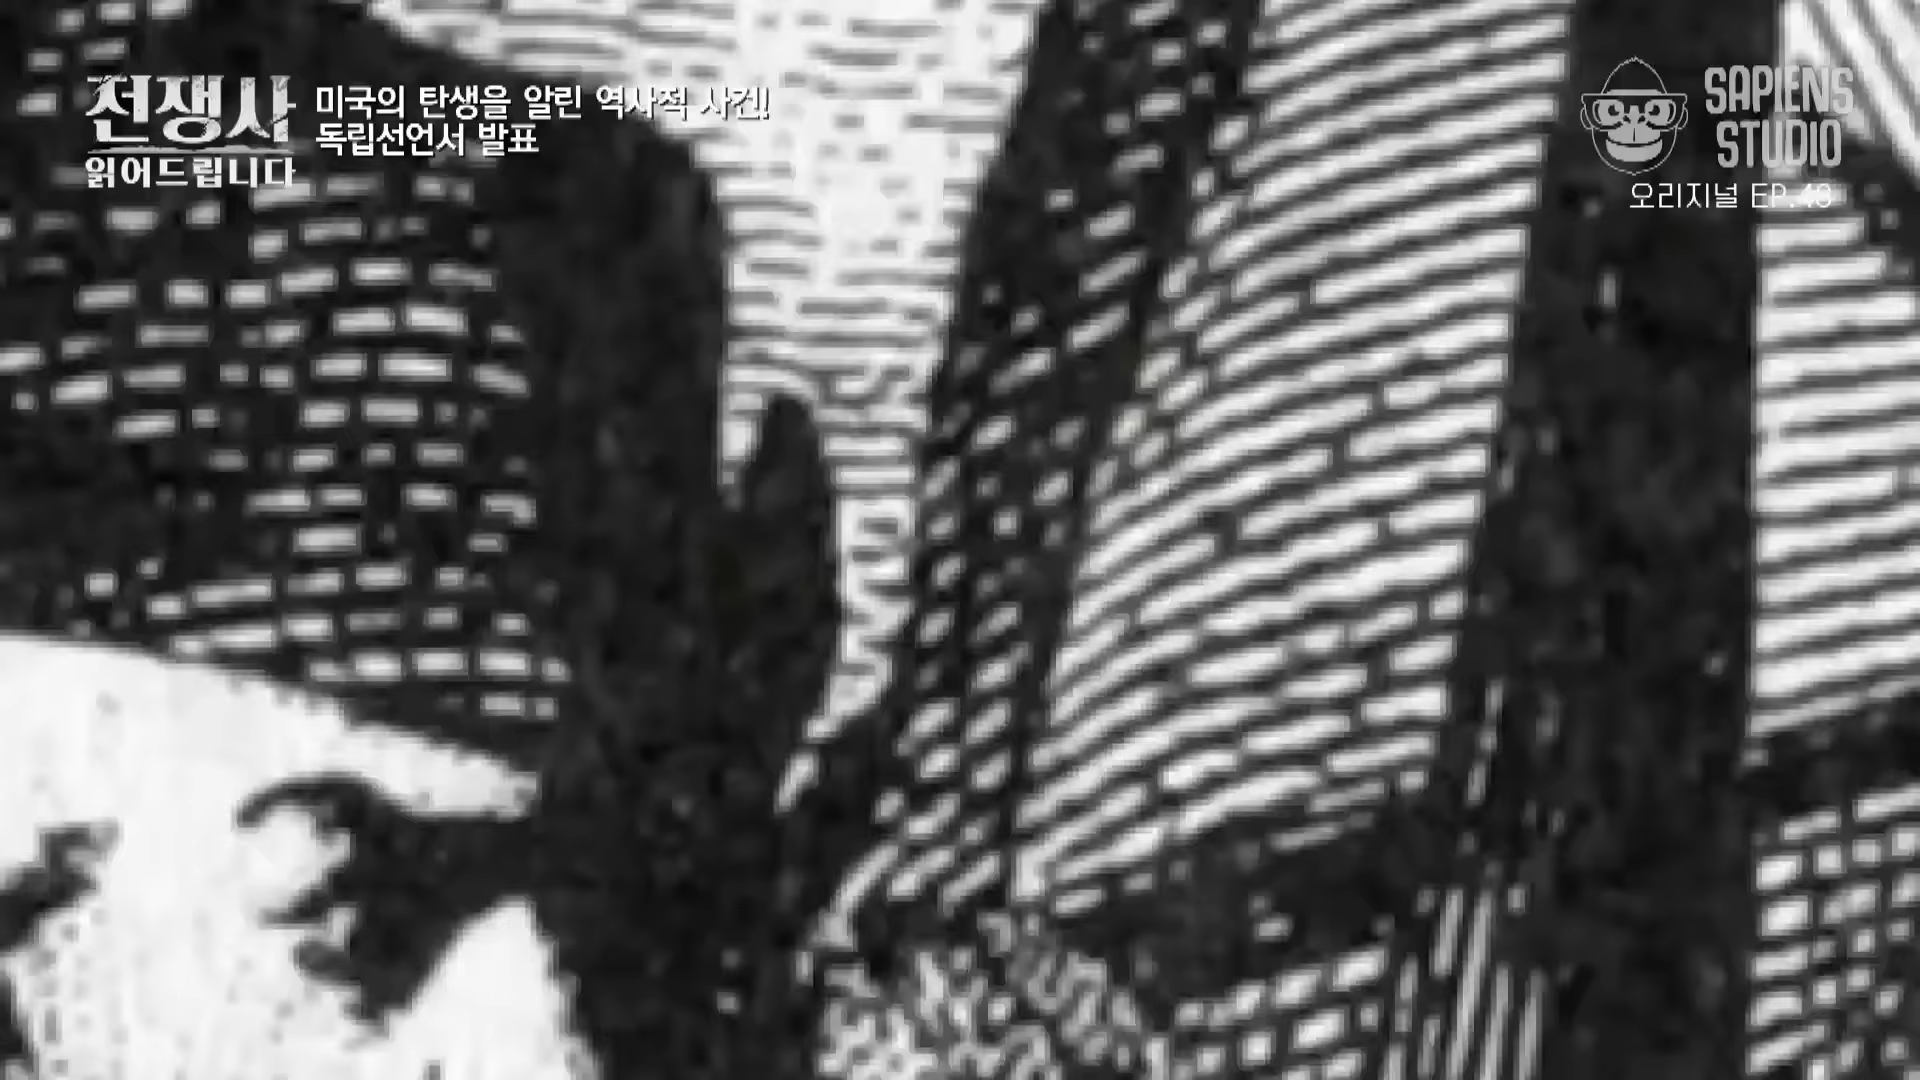 전쟁사
읽어드립니다
미국의 탄생을 알린 역사적 사건!
독립선언서 발표
SAPIENS
STUDIO
오리지널 EP.48